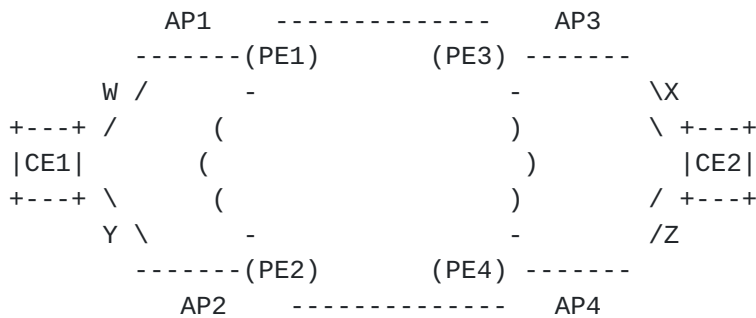 AP1    --------------    AP3
-------(PE1)       (PE3) -------
W /      -                -        \X
+---+ /      (                  )        \ +---+
|CE1|       (                    )         |CE2|
+---+ \      (                  )        / +---+
Y \      -                -        /Z
-------(PE2)       (PE4) -------
AP2    --------------   AP4